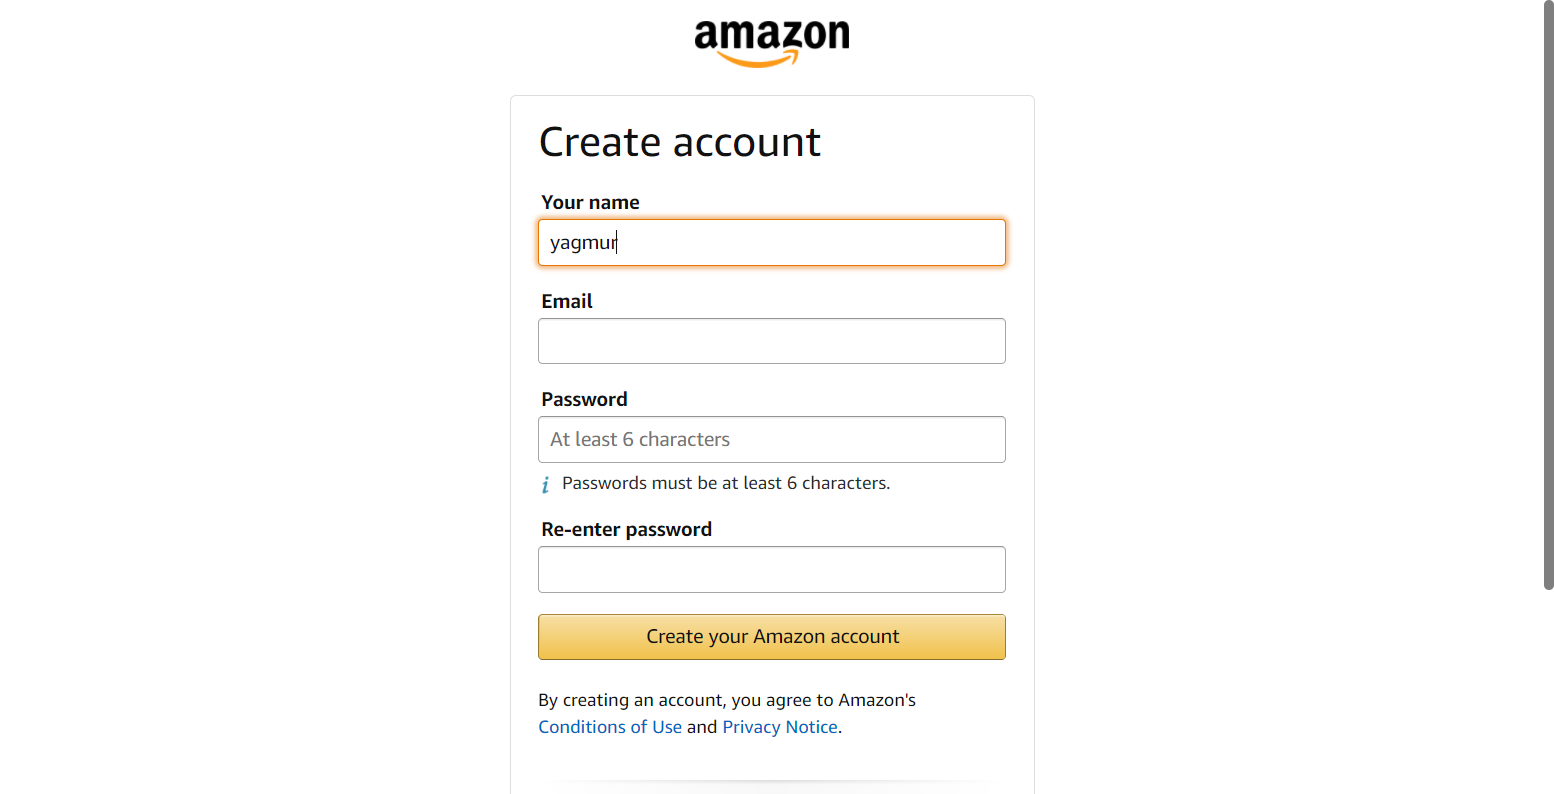 amazon
Create account
Your name
yagmur
Email
Password
At least 6 characters
i Passwords must be at least 6 characters.
Re-enter password
Create your Amazon account
By creating an account, you agree to Amazon's
Conditions of Use and Privacy Notice.